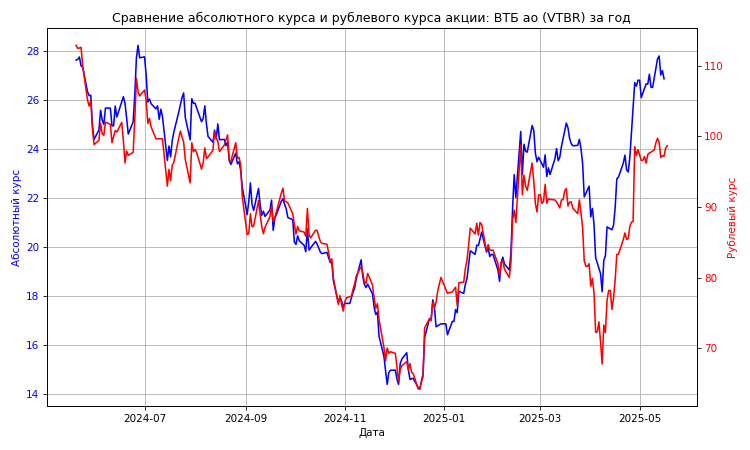 Сравнение абсолютного курса и рублевого курса акции: ВТБ ао (VTBR) за год
28
26
24
22
20
18
16
14
Абсолютный курс
110
100
90
80
70
Рублевый курс
2024-07 2024-09 2024-11 2025-01 2025-03 2025-05
Дата